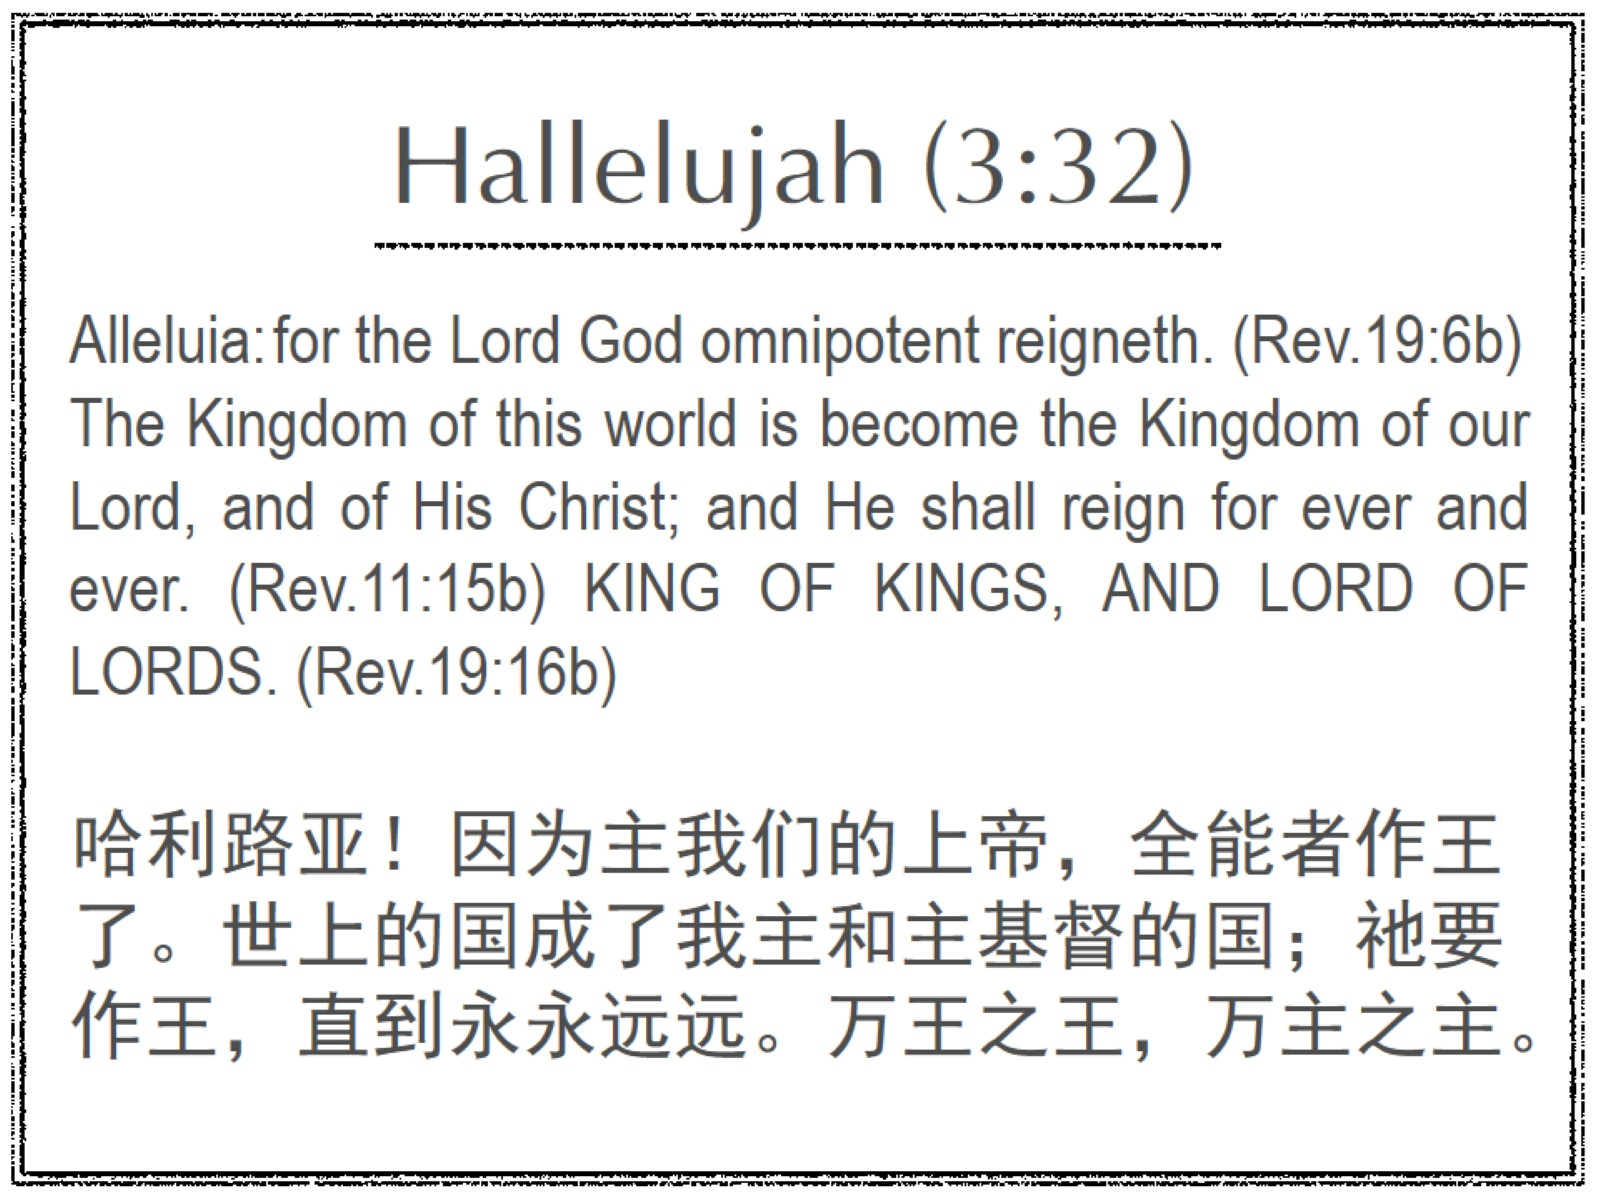 Hallelujah (3:32)
Alleluia: for the Lord God omnipotent reigneth. (Rev.19:6b)
The Kingdom of this world is become the Kingdom of our
Lord, and of His Christ; and He shall reign for ever and
ever. (Rev.11:15b) KING OF KINGS, AND LORD OF
LORDS. (Rev.19:16b)
哈利路亚！因为主我们的上帝，全能者作王
了。世上的国成了我主和主基督的国；祂要
作王，直到永永远远。万王之王，万主之主。